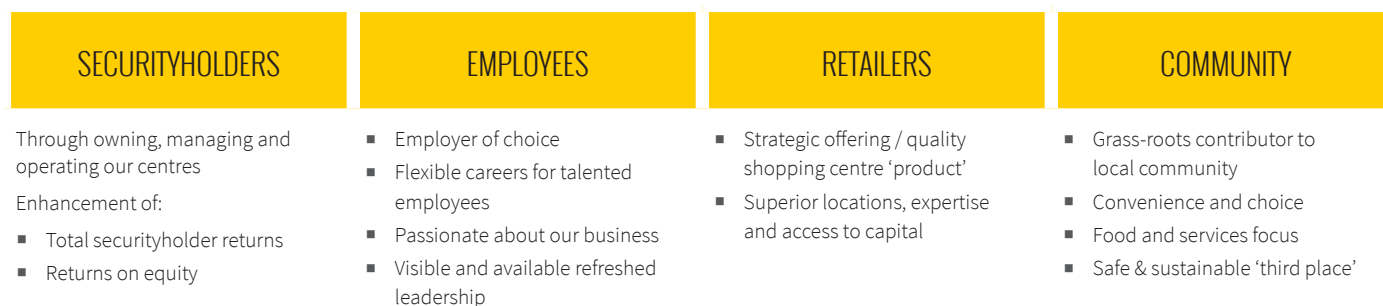 SECURITYHOLDERS
Through owning, managing and
operating our centres
Enhancement of:
■ Total securityholder returns
■ Returns on equity
EMPLOYEES
■ Employer of choice
■ Flexible careers for talented
employees
■ Passionate about our business
■ Visible and available refreshed
leadership
RETAILERS
■ Strategic offering / quality
shopping centre ‘product’
■ Superior locations, expertise
and access to capital
COMMUNITY
■ Grass-roots contributor to
local community
■ Convenience and choice
■ Food and services focus
■ Safe & sustainable ‘third place’